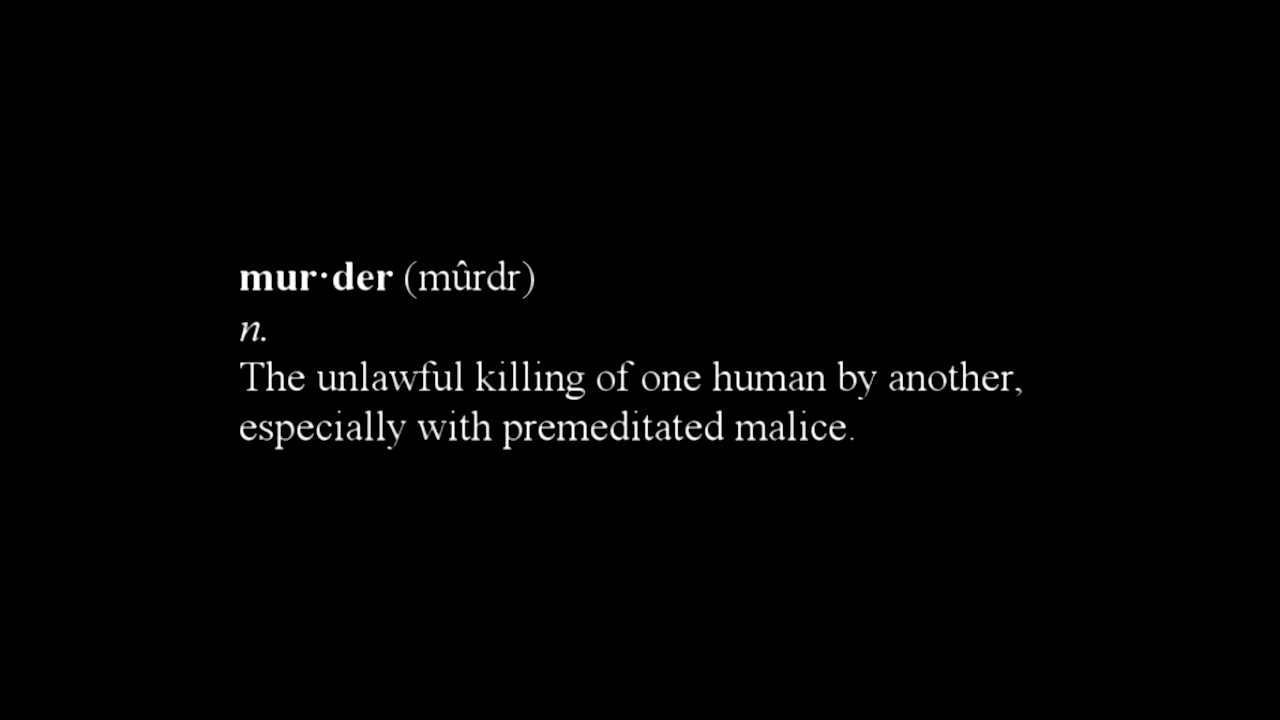 mur·der (mûrdr)
n.
The unlawful killing of one human by another,
especially with premeditated malice.